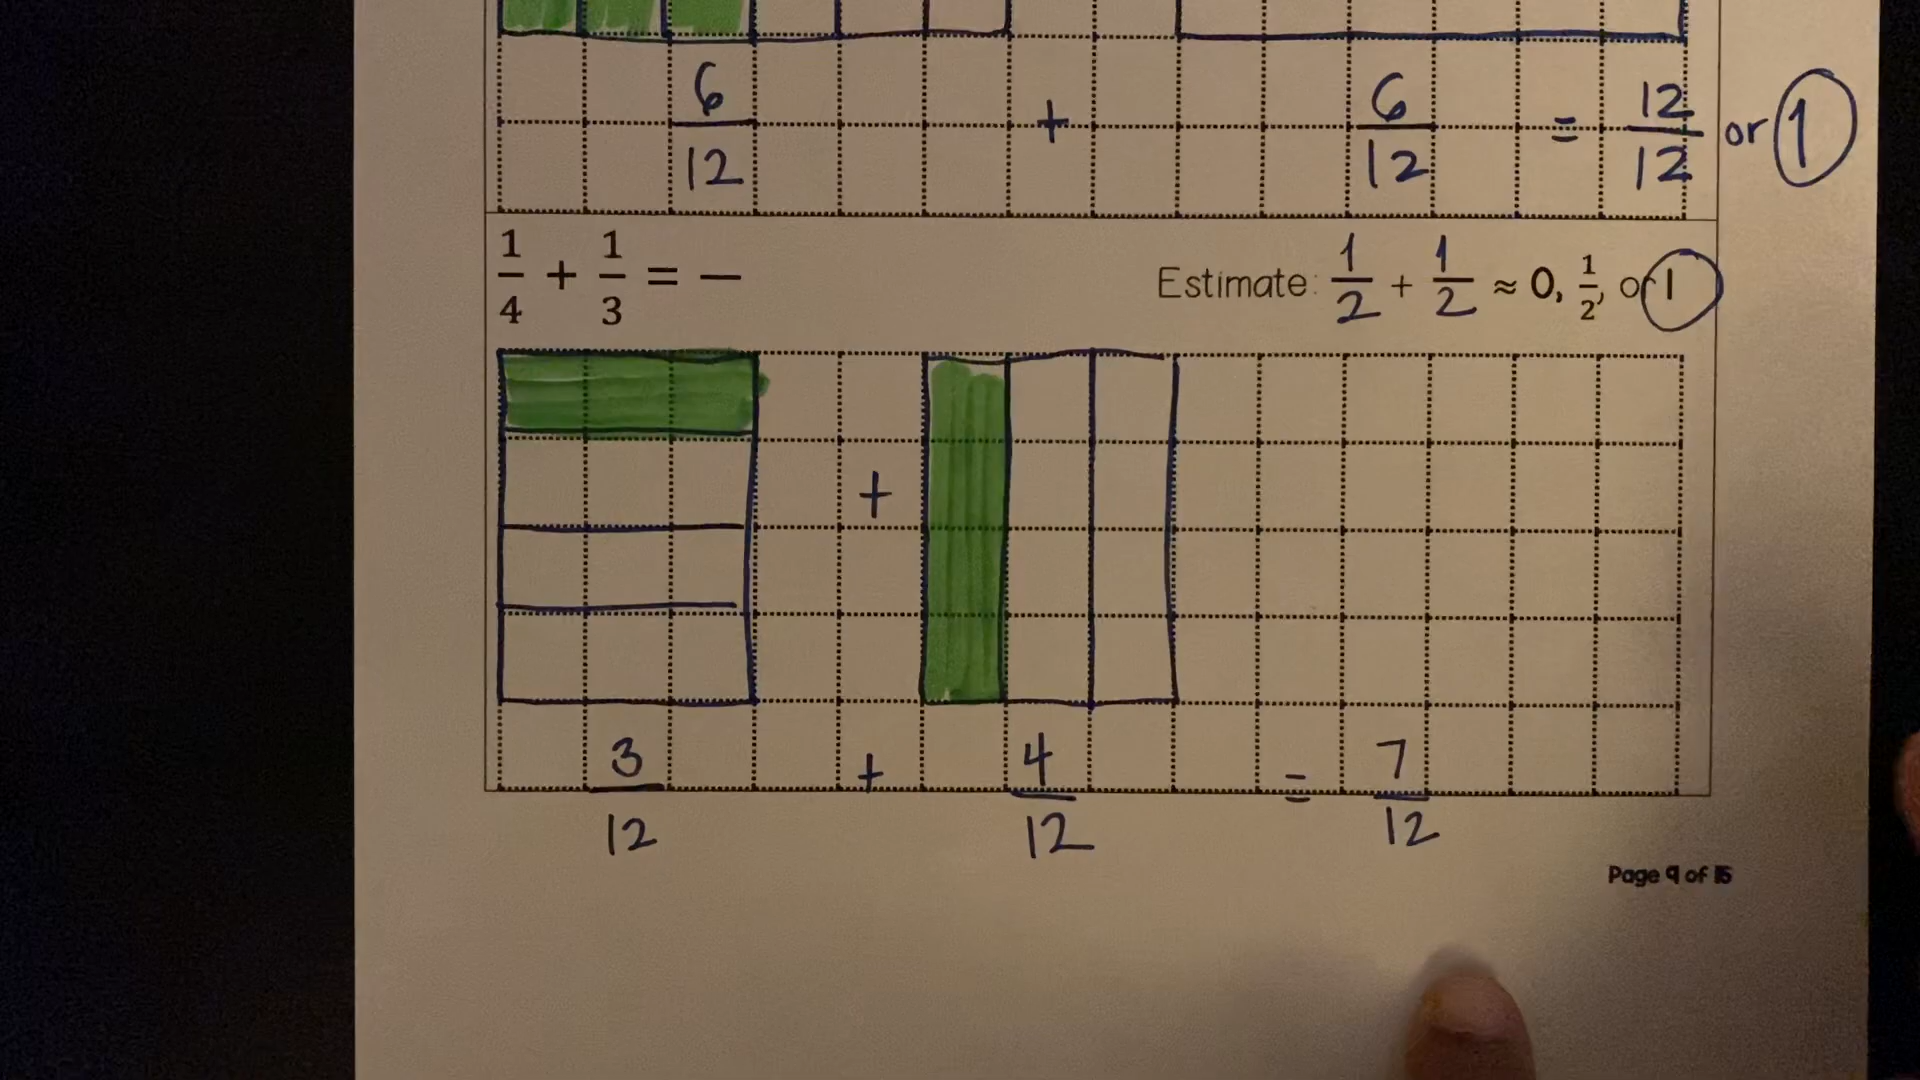 6/12 + 6/12 = 12/12 or 1
1/4 + 1/3 = —
Estimate: 1/2 + 1/2 ≈ 0, 1/2, or 1
+
3/12 + 4/12 = 7/12
Page 9 of 15